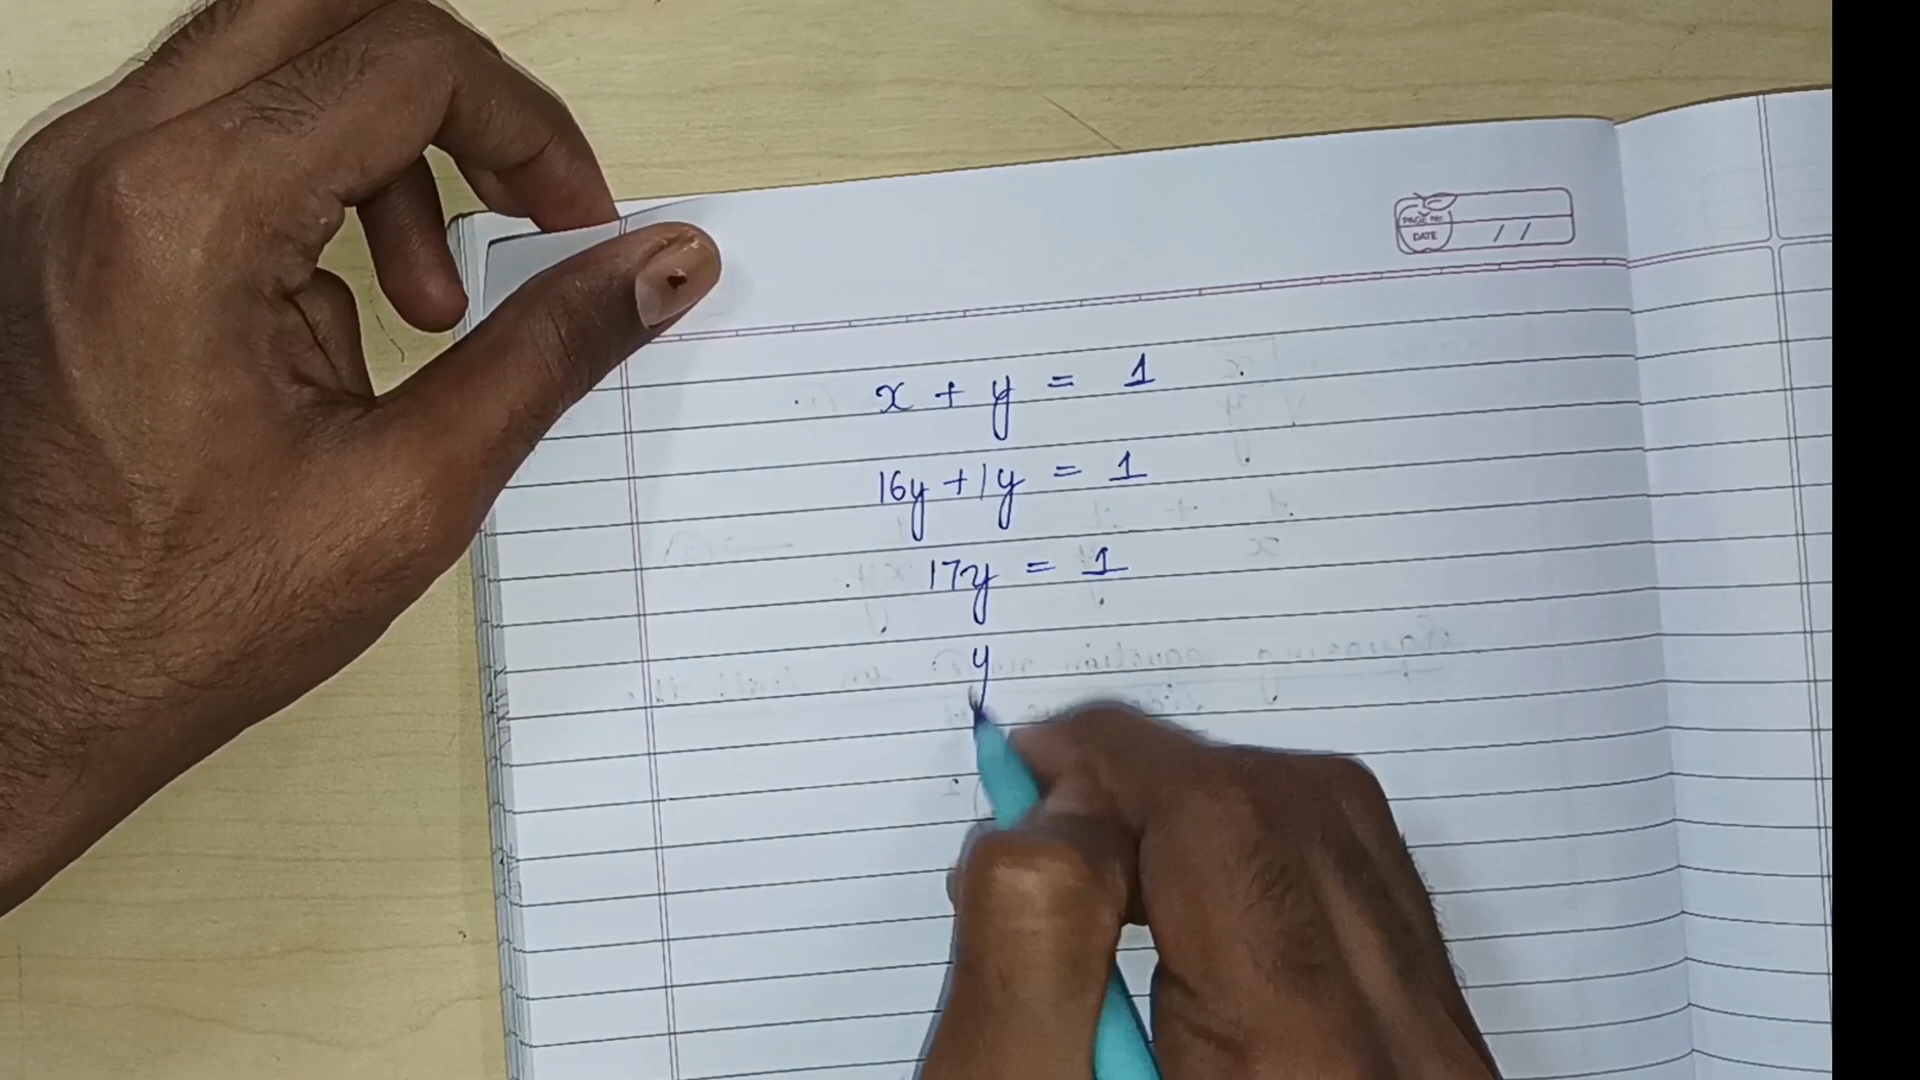 PAGE No.
DATE / /
x + y = 1
16y + 1y = 1
17y = 1
y